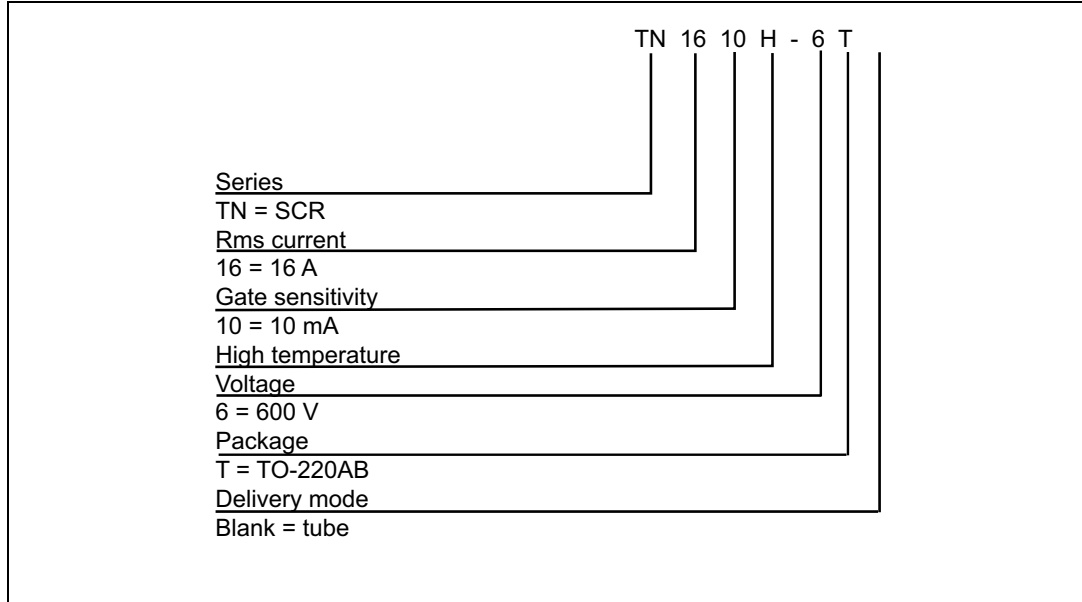 TN 16 10 H - 6 T
Series
TN = SCR
Rms current
16 = 16 A
Gate sensitivity
10 = 10 mA
High temperature
Voltage
6 = 600 V
Package
T = TO-220AB
Delivery mode
Blank = tube